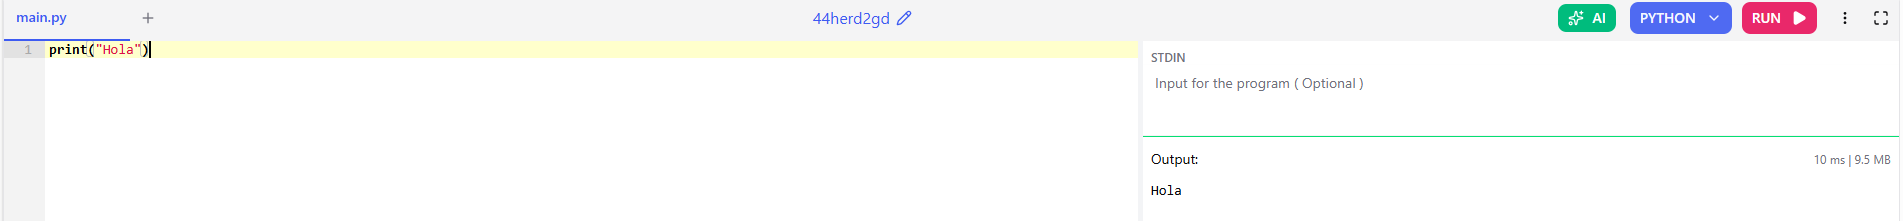 main.py +
44herd2gd
AI
PYTHON
RUN
1 print("Hola")
STDIN
Input for the program ( Optional )
Output:
10 ms | 9.5 MB
Hola